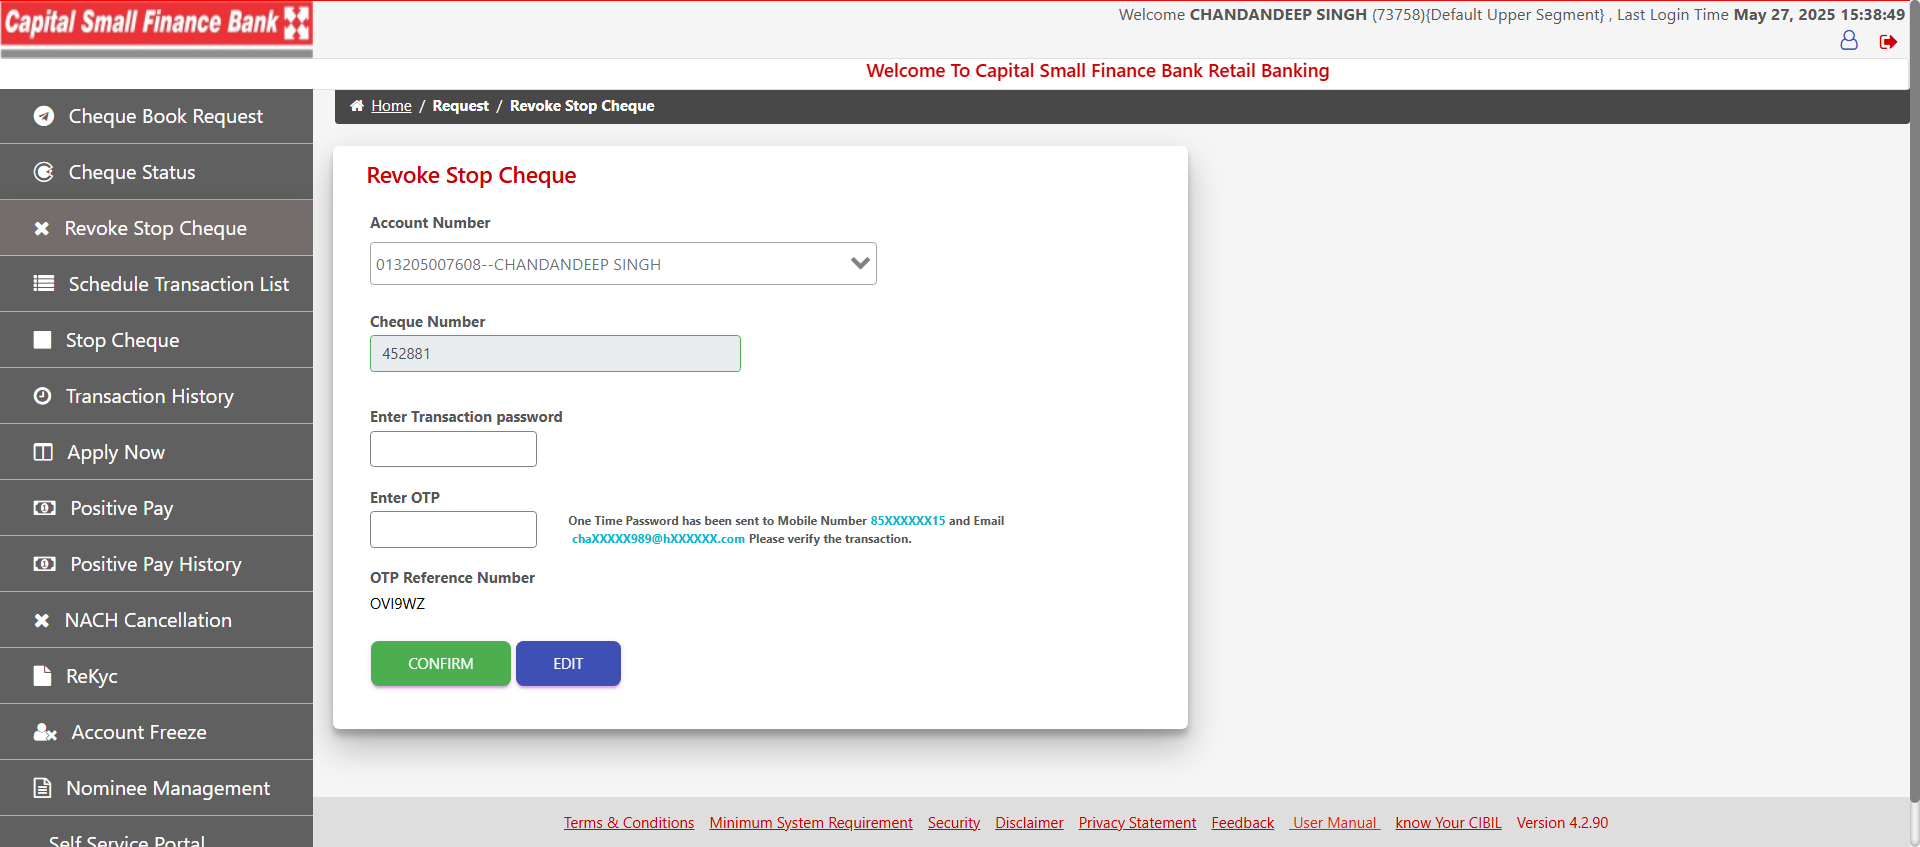 Capital Small Finance Bank
Welcome CHANDANDEEP SINGH (73758){Default Upper Segment} , Last Login Time May 27, 2025 15:38:49
Welcome To Capital Small Finance Bank Retail Banking
Cheque Book Request
Cheque Status
Revoke Stop Cheque
Schedule Transaction List
Stop Cheque
Transaction History
Apply Now
Positive Pay
Positive Pay History
NACH Cancellation
ReKyc
Account Freeze
Nominee Management
Self Service Portal
Home / Request / Revoke Stop Cheque
Revoke Stop Cheque
Account Number
013205007608--CHANDANDEEP SINGH
Cheque Number
452881
Enter Transaction password
Enter OTP
One Time Password has been sent to Mobile Number 85XXXXXX15 and Email
chaXXXXX989@hXXXXXX.com Please verify the transaction.
OTP Reference Number
OVI9WZ
CONFIRM EDIT
Terms & Conditions Minimum System Requirement Security Disclaimer Privacy Statement Feedback User Manual know Your CIBIL Version 4.2.90